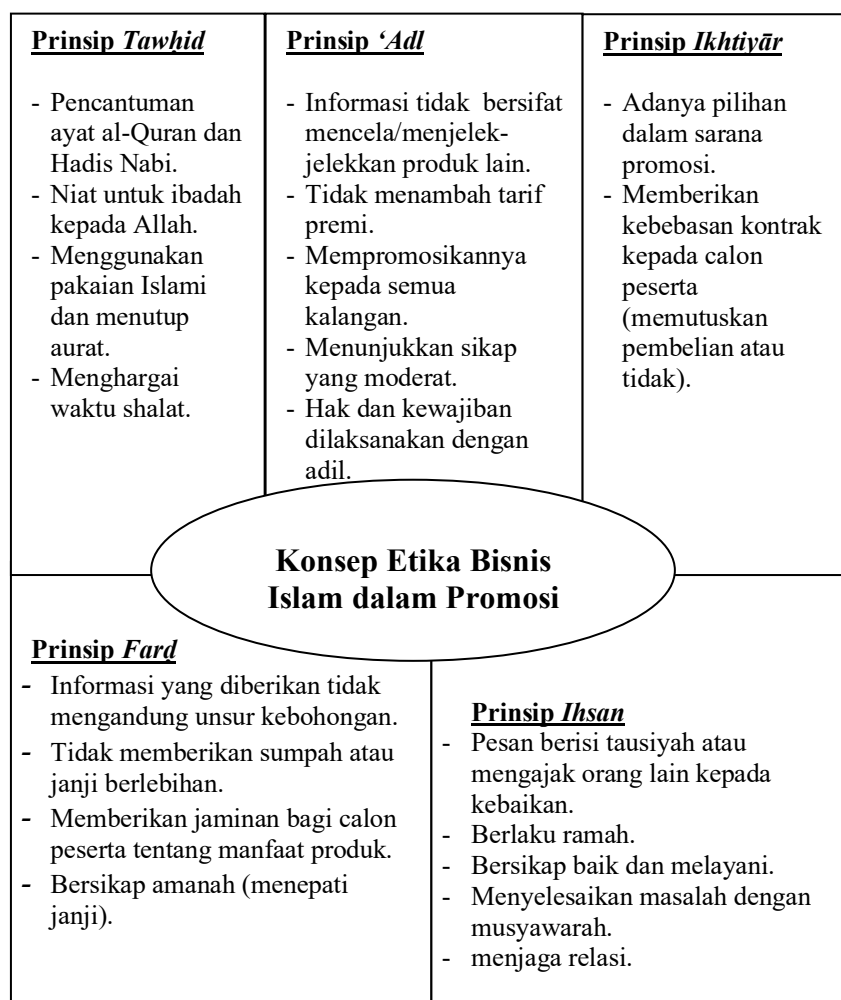 Prinsip Tawḥid
- Pencantuman
ayat al-Quran dan
Hadis Nabi.
- Niat untuk ibadah
kepada Allah.
- Menggunakan
pakaian Islami
dan menutup
aurat.
- Menghargai
waktu shalat.
Prinsip ‘Adl
- Informasi tidak bersifat
mencela/menjelek-
jelekkan produk lain.
- Tidak menambah tarif
premi.
- Mempromosikannya
kepada semua
kalangan.
- Menunjukkan sikap
yang moderat.
- Hak dan kewajiban
dilaksanakan dengan
adil.
Prinsip Ikhtiyār
- Adanya pilihan
dalam sarana
promosi.
- Memberikan
kebebasan kontrak
kepada calon
peserta
(memutuskan
pembelian atau
tidak).
Konsep Etika Bisnis
Islam dalam Promosi
Prinsip Farḍ
- Informasi yang diberikan tidak
mengandung unsur kebohongan.
- Tidak memberikan sumpah atau
janji berlebihan.
- Memberikan jaminan bagi calon
peserta tentang manfaat produk.
- Bersikap amanah (menepati
janji).
Prinsip Ihsan
- Pesan berisi tausiyah atau
mengajak orang lain kepada
kebaikan.
- Berlaku ramah.
- Bersikap baik dan melayani.
- Menyelesaikan masalah dengan
musyawarah.
- menjaga relasi.